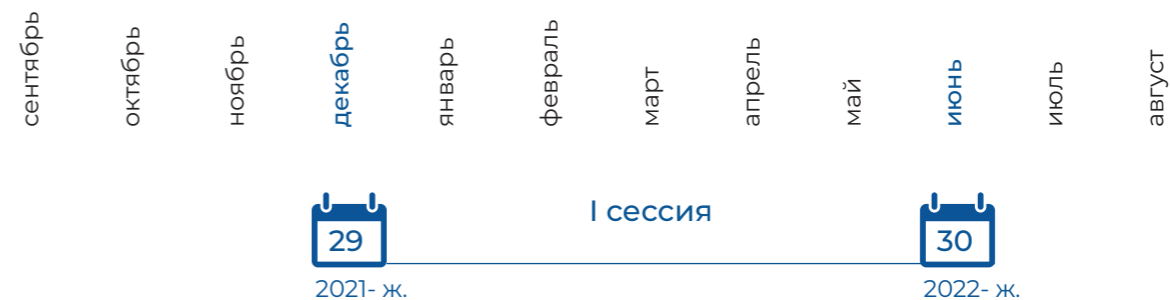 сентябрь
октябрь
ноябрь
декабрь
январь
февраль
март
апрель
май
июнь
июль
август
I сессия
29
30
2021- ж.
2022- ж.